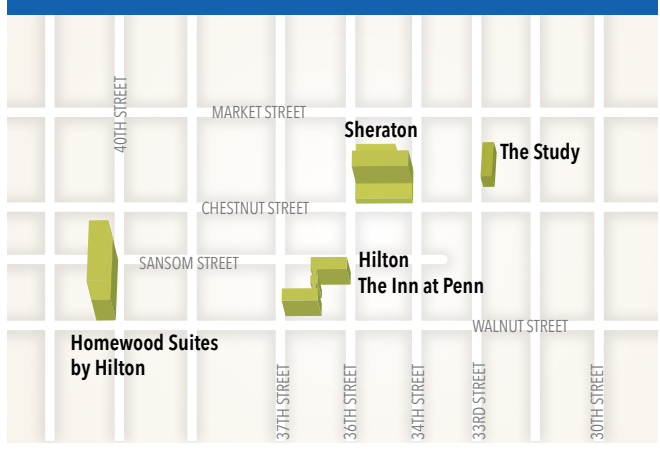 40TH STREET
MARKET STREET
Sheraton
The Study
CHESTNUT STREET
SANSOM STREET
Hilton
The Inn at Penn
WALNUT STREET
Homewood Suites
by Hilton
37TH STREET
36TH STREET
34TH STREET
33RD STREET
30TH STREET